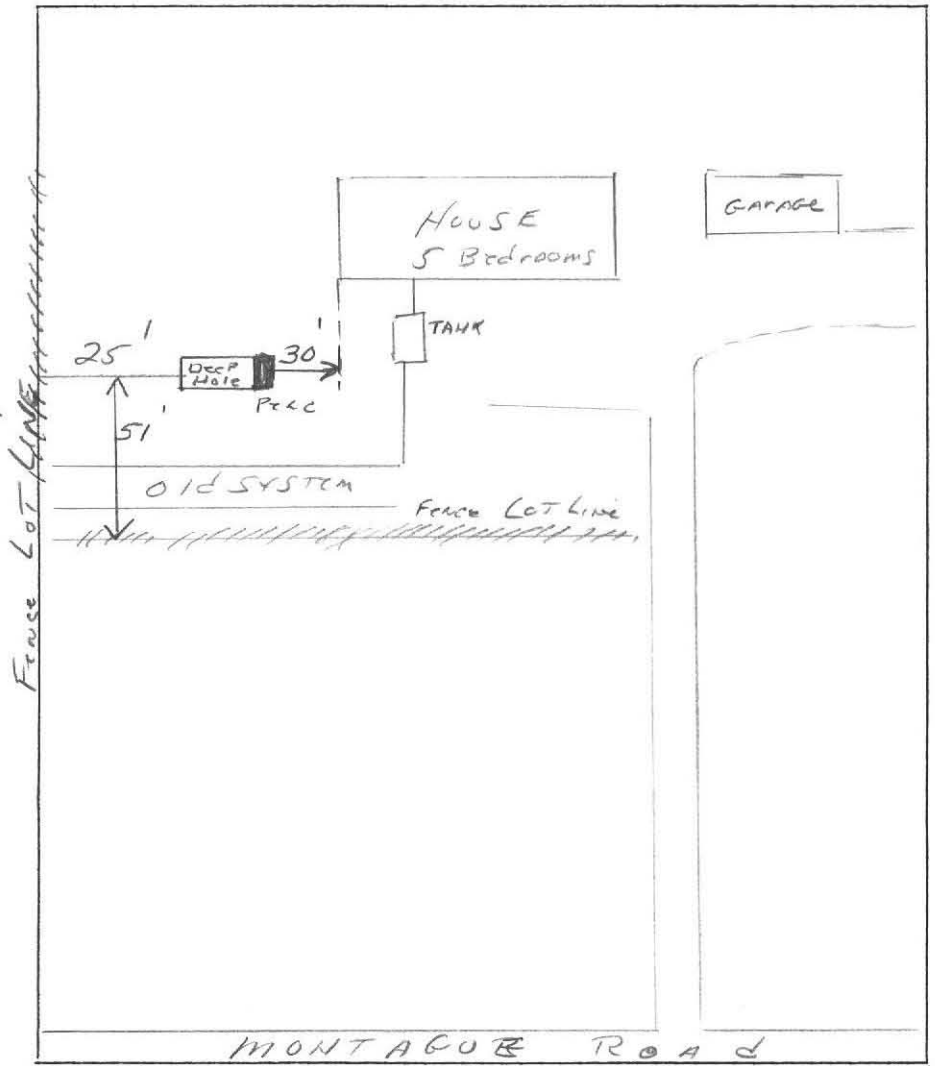 HOUSE
5 Bedrooms
GARAGE
TANK
25'
30'
Deep
Hole
Perc
51'
Old SYSTEM
Fence LOT LINE
Fence LOT LINE
MONTAGUE ROAd